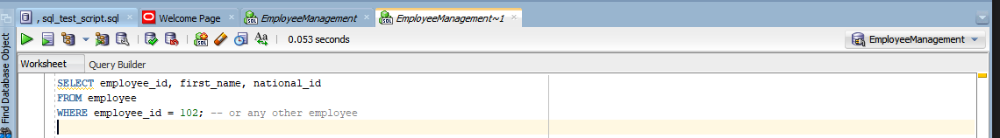 , sql_test_script.sql Welcome Page EmployeeManagement EmployeeManagement~1
0.053 seconds EmployeeManagement
Worksheet Query Builder
SELECT employee_id, first_name, national_id
FROM employee
WHERE employee_id = 102; -- or any other employee
Find Database Object